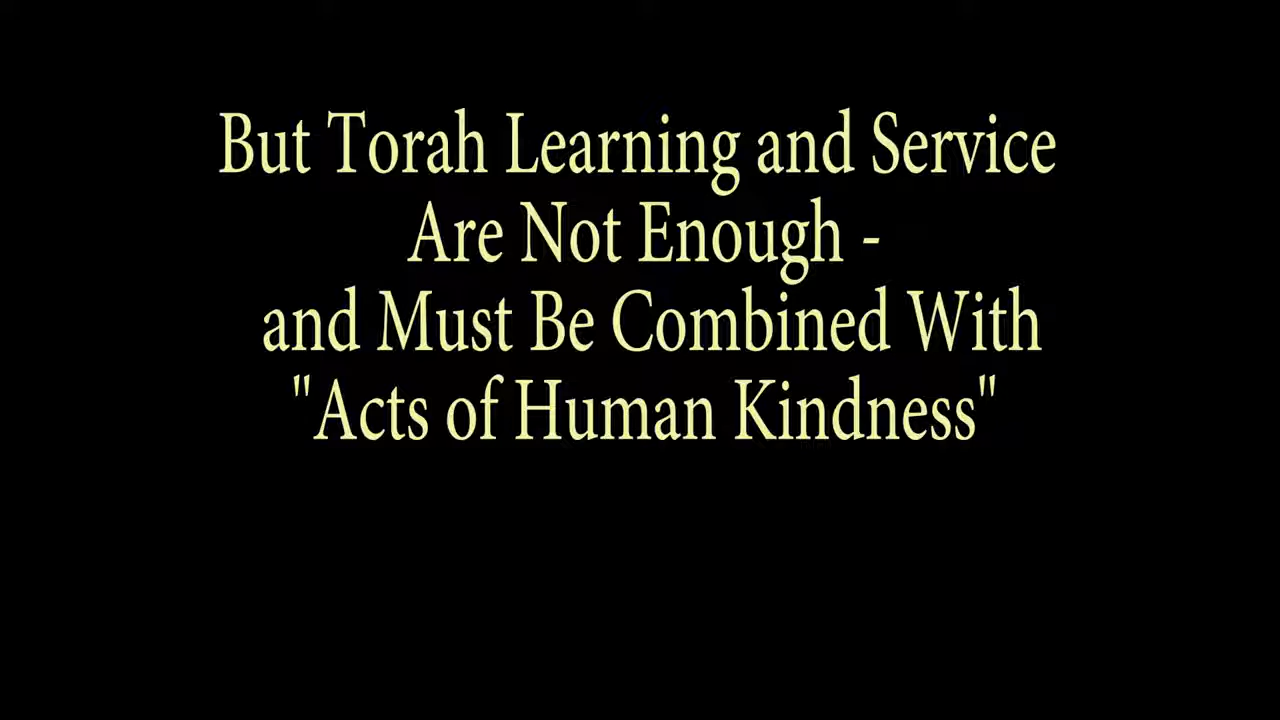 But Torah Learning and Service
Are Not Enough -
and Must Be Combined With
"Acts of Human Kindness"